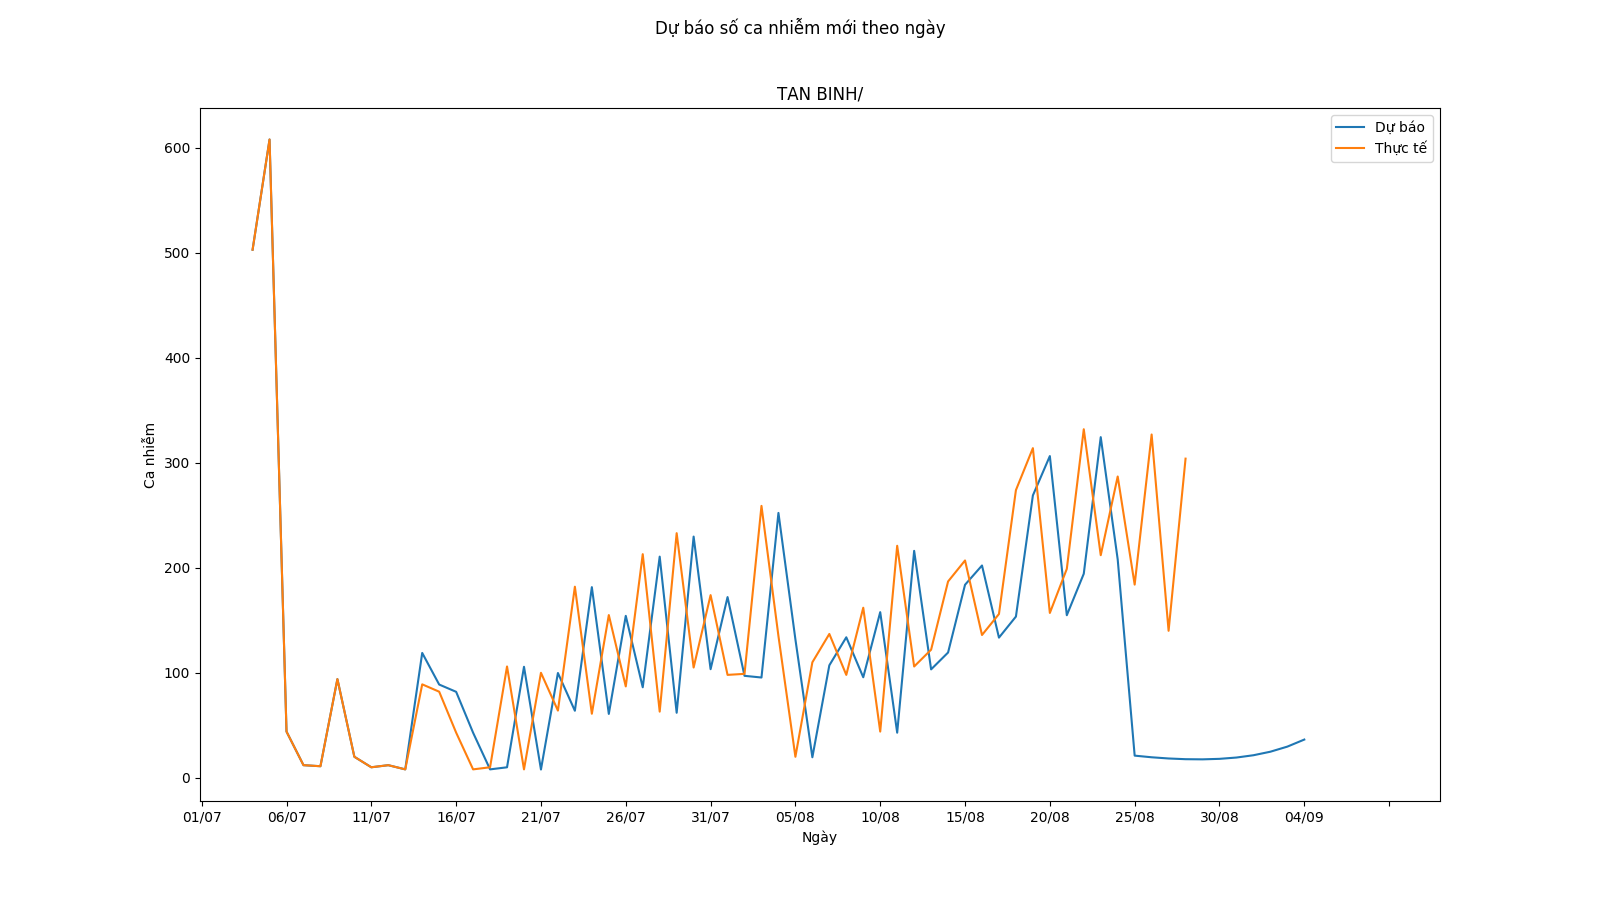 Dự báo số ca nhiễm mới theo ngày
TAN BINH/
Dự báo
Thực tế
600
500
400
300
200
100
0
Ca nhiễm
01/07 06/07 11/07 16/07 21/07 26/07 31/07 05/08 10/08 15/08 20/08 25/08 30/08 04/09
Ngày